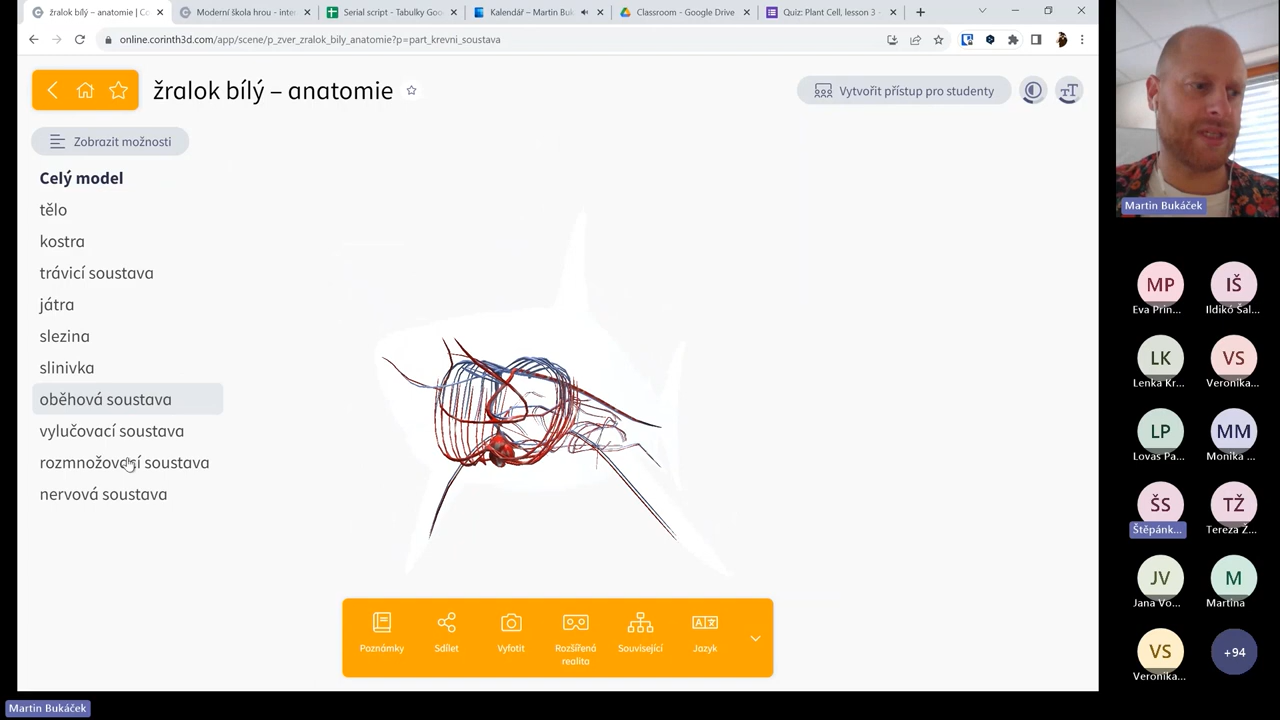 žralok bílý – anatomie | Co
Moderní škola hrou - inte
Serial script - Tabulky Goo
Kalendář – Martin Buk
Classroom - Google Drive
Quiz: Plant Cell, lesson 3 -
online.corinth3d.com/app/scene/p_zver_zralok_bily_anatomie?p=part_krevni_soustava
žralok bílý – anatomie
Vytvořit přístup pro studenty
TT
Zobrazit možnosti
Celý model
tělo
kostra
trávicí soustava
játra
slezina
slinivka
oběhová soustava
vylučovací soustava
rozmnožovací soustava
nervová soustava
Poznámky
Sdílet
Vyfotit
Rozšířená
realita
Související
Jazyk
Martin Bukáček
MP
Eva Prin...
IŠ
Ildikó Šal...
LK
Lenka Kr...
VS
Veronika...
LP
Lovas Pa...
MM
Monika ...
ŠS
Štěpánk...
TŽ
Tereza Ž...
JV
Jana Vo...
M
Martina
VS
Veronika...
+94
Martin Bukáček